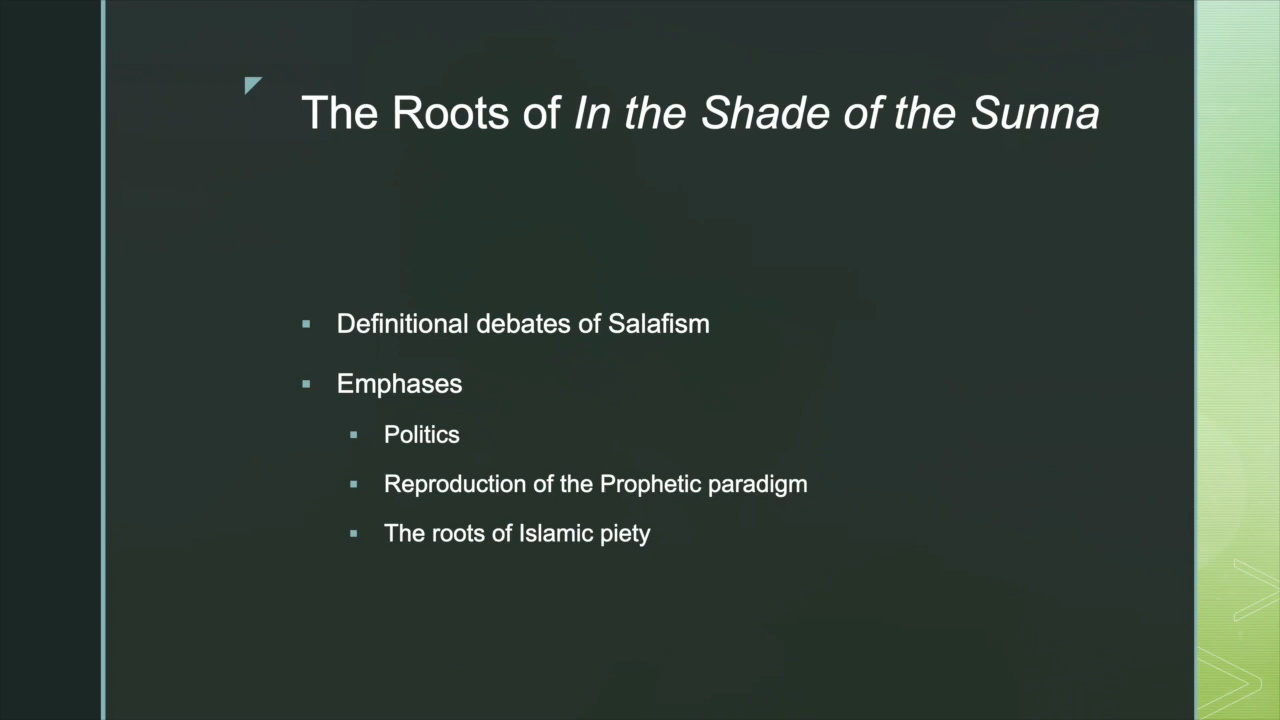 The Roots of In the Shade of the Sunna
Definitional debates of Salafism
Emphases
Politics
Reproduction of the Prophetic paradigm
The roots of Islamic piety